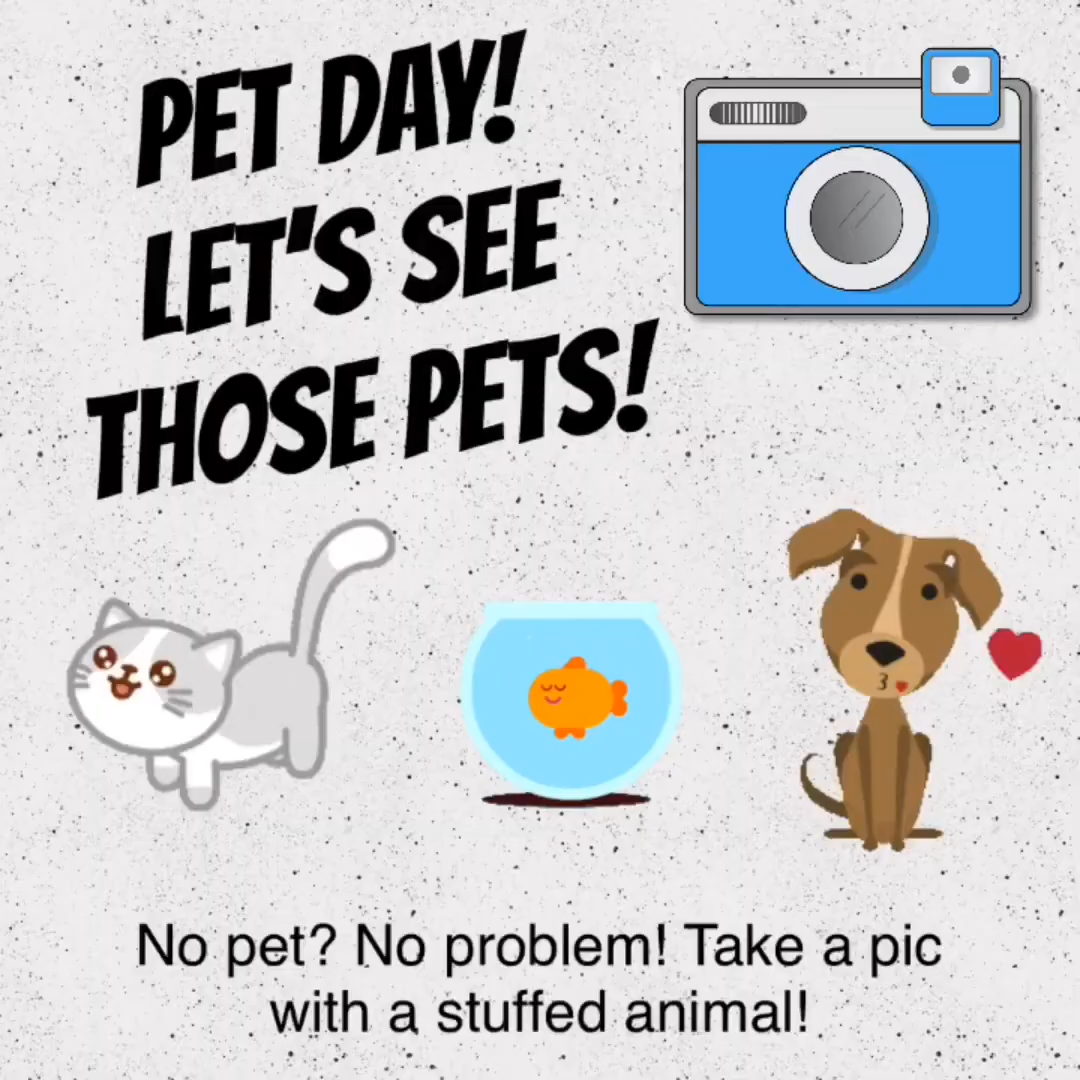 PET DAY!
LET'S SEE
THOSE PETS!
No pet? No problem! Take a pic
with a stuffed animal!